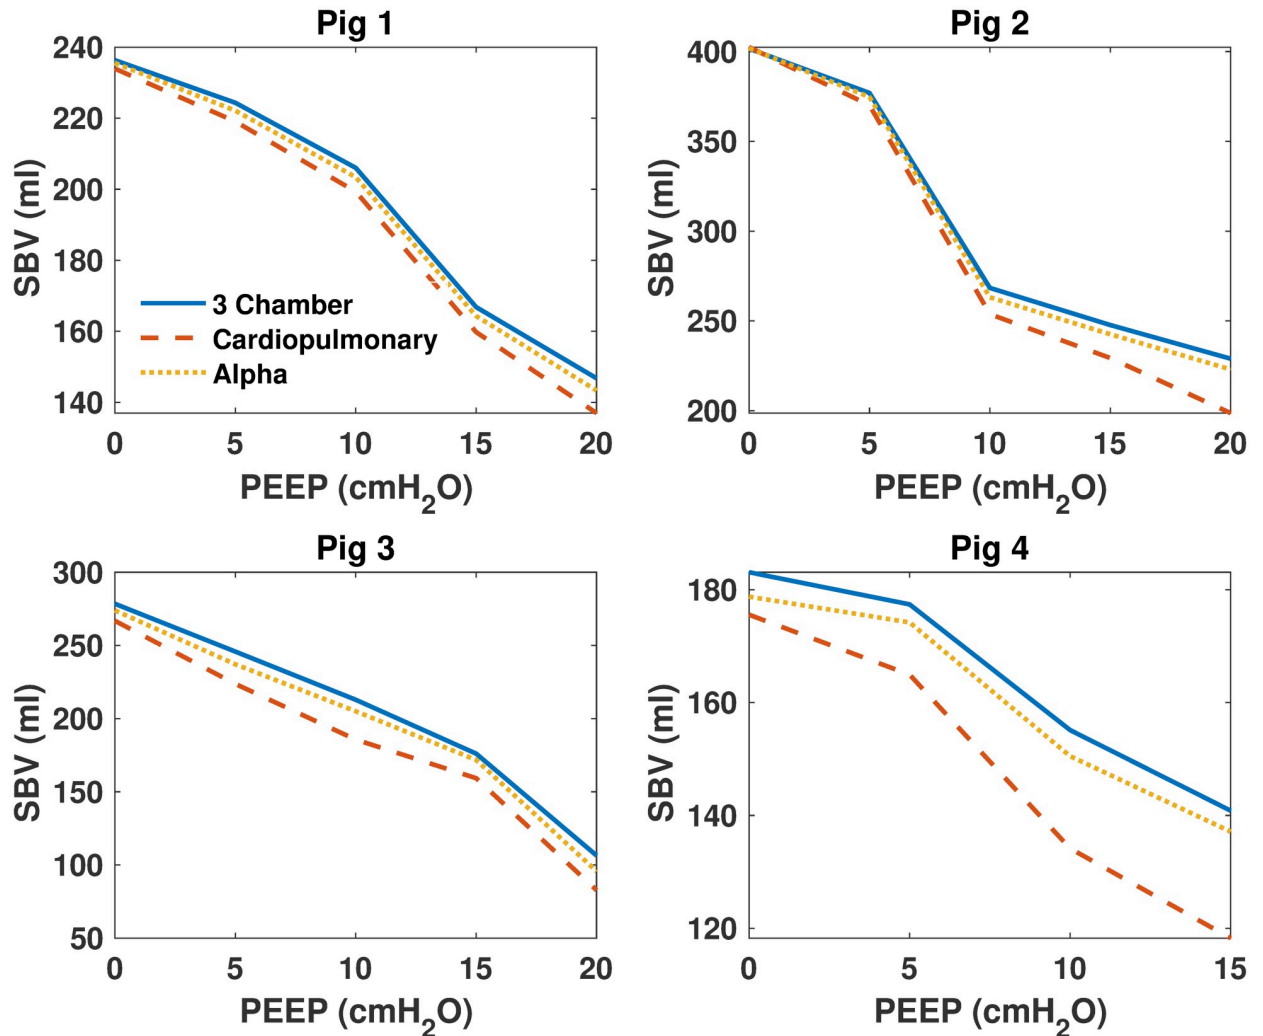 Pig 1
240
220
200
180
160
140
SBV (ml)
3 Chamber
Cardiopulmonary
Alpha
0 5 10 15 20
PEEP (cmH₂O)
Pig 2
400
350
300
250
200
SBV (ml)
0 5 10 15 20
PEEP (cmH₂O)
Pig 3
300
250
200
150
100
50
SBV (ml)
0 5 10 15 20
PEEP (cmH₂O)
Pig 4
180
160
140
120
SBV (ml)
0 5 10 15
PEEP (cmH₂O)